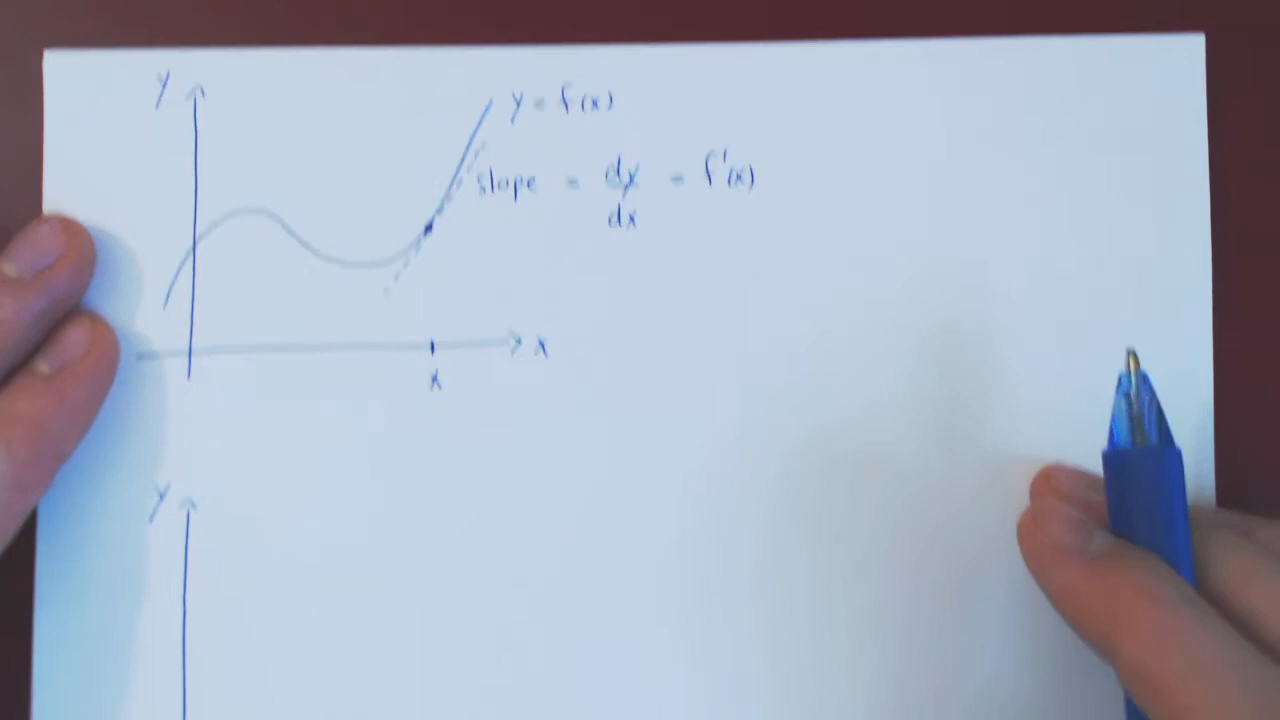 y
y = f(x)
slope = dy/dx = f'(x)
x
x
y